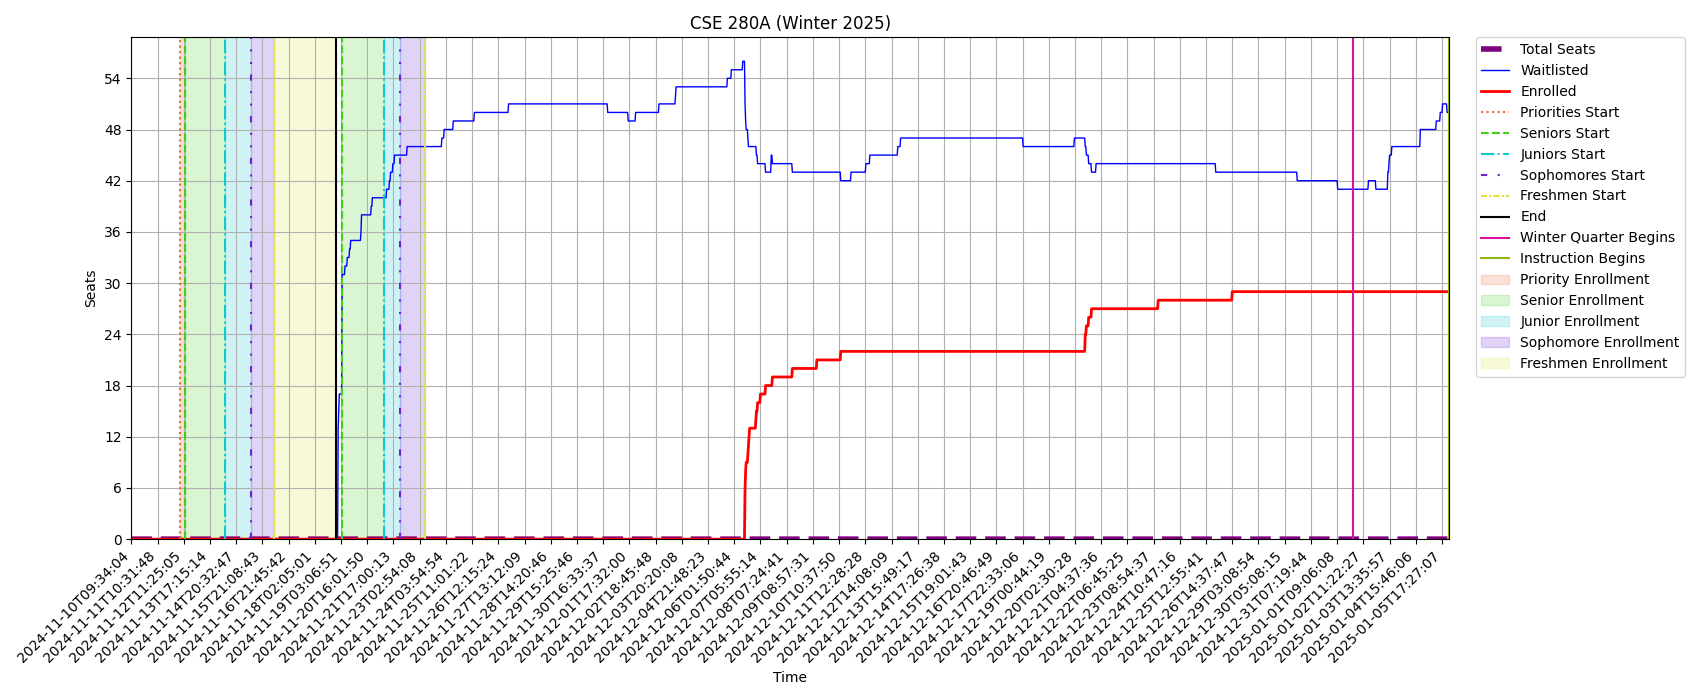 CSE 280A (Winter 2025)
Seats
54
48
42
36
30
24
18
12
6
0
2024-11-10T09:34:04
2024-11-11T10:31:48
2024-11-12T11:25:05
2024-11-13T17:15:14
2024-11-14T20:32:47
2024-11-15T21:08:43
2024-11-16T21:45:42
2024-11-18T02:05:01
2024-11-19T03:06:51
2024-11-20T16:01:50
2024-11-21T17:00:13
2024-11-23T02:54:08
2024-11-24T03:54:54
2024-11-25T11:01:22
2024-11-26T12:15:24
2024-11-27T13:12:09
2024-11-28T14:20:46
2024-11-29T15:25:46
2024-11-30T16:33:37
2024-12-01T17:32:00
2024-12-02T18:45:48
2024-12-03T20:20:08
2024-12-04T21:48:23
2024-12-06T01:50:44
2024-12-07T05:55:14
2024-12-08T07:24:41
2024-12-09T08:57:31
2024-12-10T10:37:50
2024-12-11T12:28:28
2024-12-12T14:08:09
2024-12-13T15:49:17
2024-12-14T17:26:38
2024-12-15T19:01:43
2024-12-16T20:46:49
2024-12-17T22:33:06
2024-12-19T00:44:19
2024-12-20T02:30:28
2024-12-21T04:37:36
2024-12-22T06:45:25
2024-12-23T08:54:37
2024-12-24T10:47:16
2024-12-25T12:55:41
2024-12-26T14:37:47
2024-12-29T03:08:54
2024-12-30T05:08:15
2024-12-31T07:19:44
2025-01-01T09:06:08
2025-01-02T11:22:27
2025-01-03T13:35:57
2025-01-04T15:46:06
2025-01-05T17:27:07
Time
Total Seats
Waitlisted
Enrolled
Priorities Start
Seniors Start
Juniors Start
Sophomores Start
Freshmen Start
End
Winter Quarter Begins
Instruction Begins
Priority Enrollment
Senior Enrollment
Junior Enrollment
Sophomore Enrollment
Freshmen Enrollment